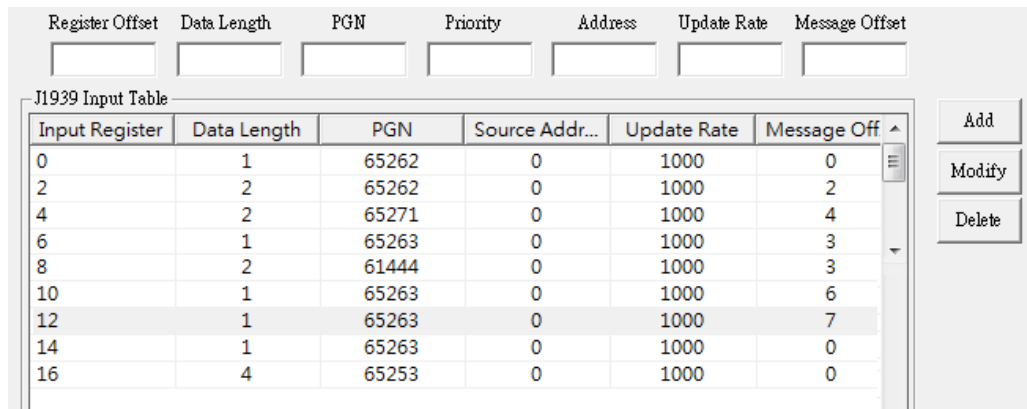 Register Offset Data Length PGN Priority Address Update Rate Message Offset
J1939 Input Table
Input Register Data Length PGN Source Addr... Update Rate Message Off
0 1 65262 0 1000 0
2 2 65262 0 1000 2
4 2 65271 0 1000 4
6 1 65263 0 1000 3
8 2 61444 0 1000 3
10 1 65263 0 1000 6
12 1 65263 0 1000 7
14 1 65263 0 1000 0
16 4 65253 0 1000 0
Add
Modify
Delete